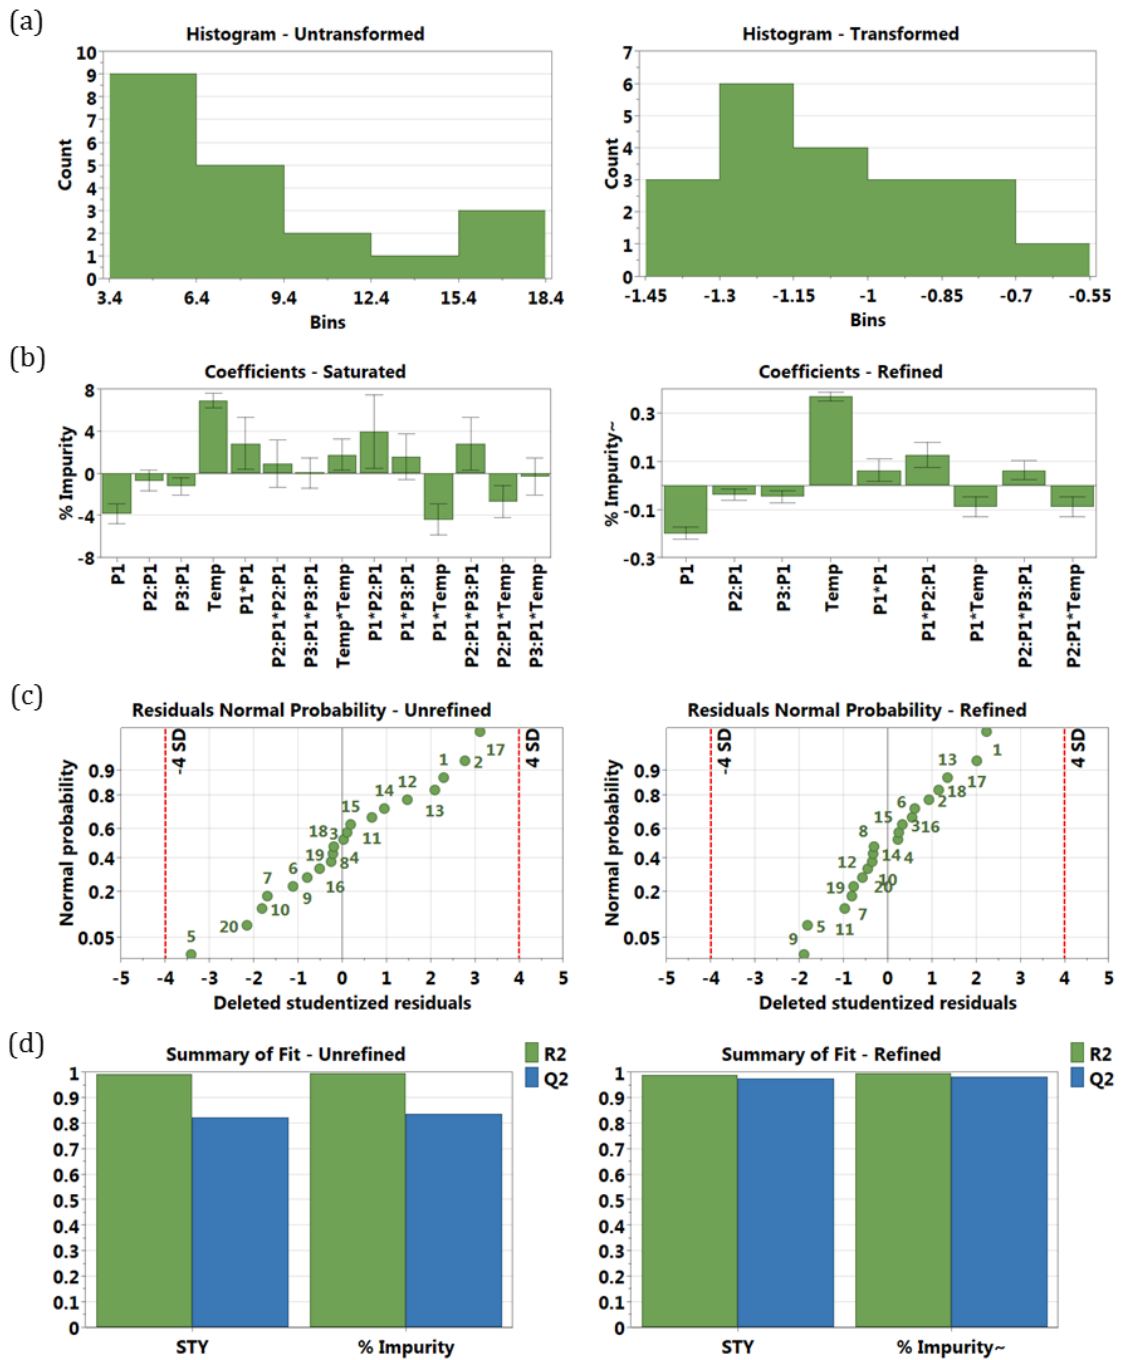 (a)
Histogram - Untransformed
Count
10
9
8
7
6
5
4
3
2
1
0
3.4 6.4 9.4 12.4 15.4 18.4
Bins
Histogram - Transformed
Count
7
6
5
4
3
2
1
0
-1.45 -1.3 -1.15 -1 -0.85 -0.7 -0.55
Bins
(b)
Coefficients - Saturated
% Impurity
8
4
0
-4
-8
P1
P2:P1
P3:P1
Temp
P1*P1
P2:P1*P2:P1
P3:P1*P3:P1
Temp*Temp
P1*P2:P1
P1*P3:P1
P1*Temp
P2:P1*P3:P1
P2:P1*Temp
P3:P1*Temp
Coefficients - Refined
% Impurity~
0.3
0.1
-0.1
-0.3
P1
P2:P1
P3:P1
Temp
P1*P1
P1*P2:P1
P1*Temp
P2:P1*P3:P1
P2:P1*Temp
(c)
Residuals Normal Probability - Unrefined
Normal probability
0.9
0.8
0.6
0.4
0.2
0.05
-4 SD
4 SD
17
1 2
12
14 13
15
11
18 3
19 8 4
6 16
7 9
10
20
5
-5 -4 -3 -2 -1 0 1 2 3 4 5
Deleted studentized residuals
Residuals Normal Probability - Refined
Normal probability
0.9
0.8
0.6
0.4
0.2
0.05
-4 SD
4 SD
1
13 17
18
6 2
15 3 16
8
14 4
12 10
19 20
7
11
5
9
-5 -4 -3 -2 -1 0 1 2 3 4 5
Deleted studentized residuals
(d)
Summary of Fit - Unrefined
R2
Q2
1
0.9
0.8
0.7
0.6
0.5
0.4
0.3
0.2
0.1
0
STY % Impurity
Summary of Fit - Refined
R2
Q2
1
0.9
0.8
0.7
0.6
0.5
0.4
0.3
0.2
0.1
0
STY % Impurity~